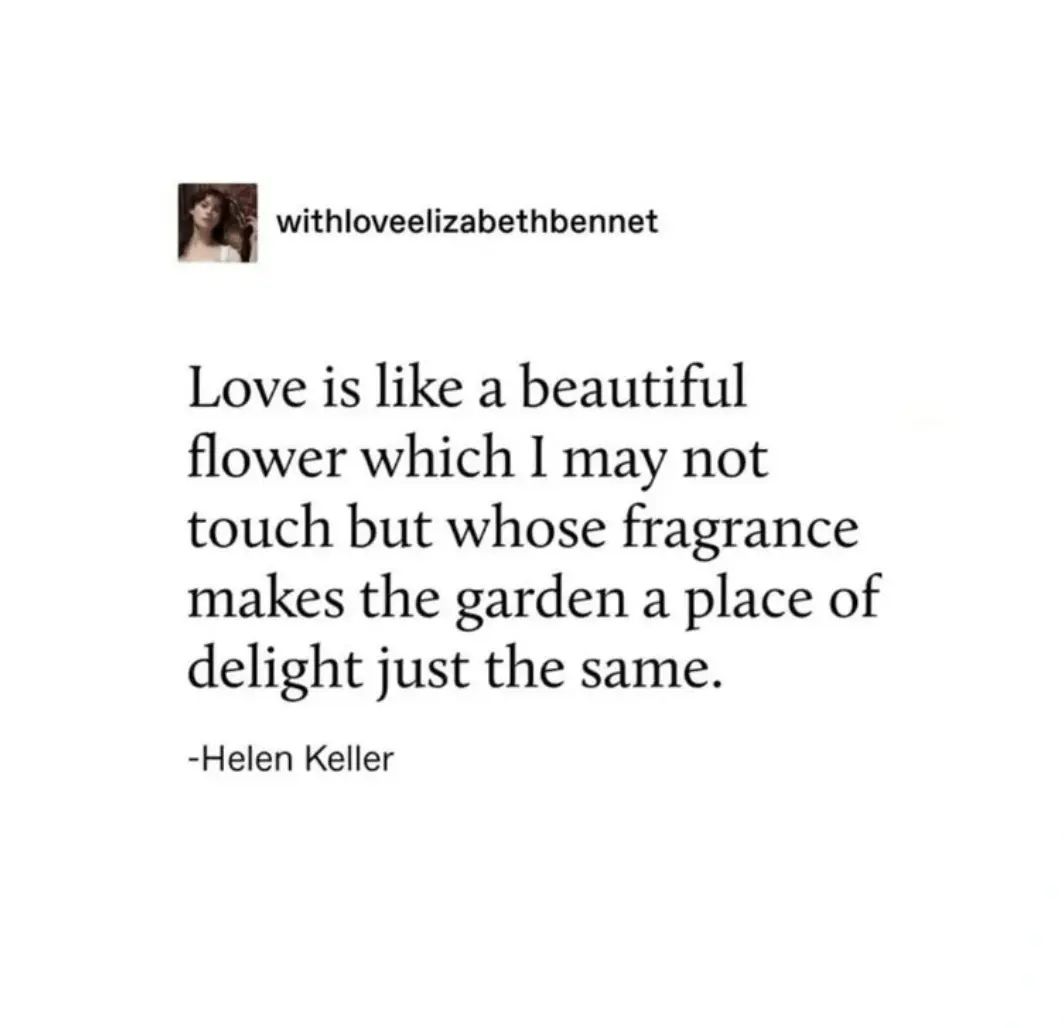 withloveelizabethbennet
Love is like a beautiful
flower which I may not
touch but whose fragrance
makes the garden a place of
delight just the same.
-Helen Keller